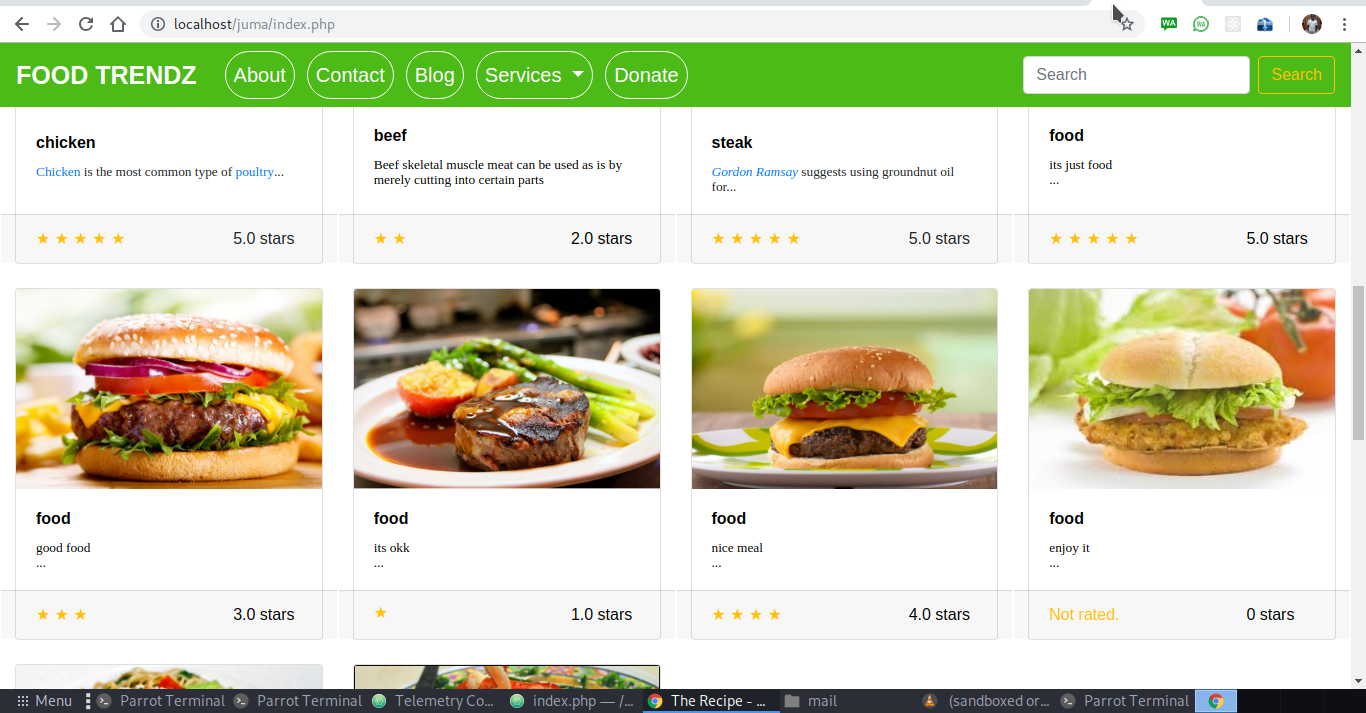 localhost/juma/index.php
FOOD TRENDZ About Contact Blog Services Donate Search Search
chicken
Chicken is the most common type of poultry...
5.0 stars
beef
Beef skeletal muscle meat can be used as is by
merely cutting into certain parts
2.0 stars
steak
Gordon Ramsay suggests using groundnut oil
for...
5.0 stars
food
its just food
...
5.0 stars
food
good food
...
3.0 stars
food
its okk
...
1.0 stars
food
nice meal
...
4.0 stars
food
enjoy it
...
Not rated. 0 stars
Menu Parrot Terminal Parrot Terminal Telemetry Co... index.php — /... The Recipe - ... mail (sandboxed or... Parrot Terminal